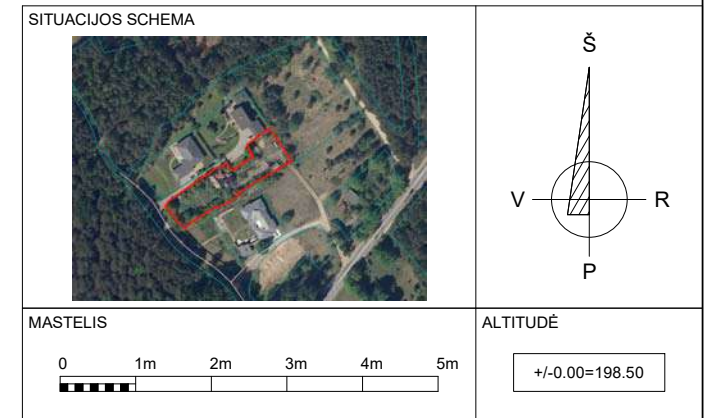 SITUACIJOS SCHEMA
Š
V
R
P
MASTELIS
0 1m 2m 3m 4m 5m
ALTITUDĖ
+/-0.00=198.50